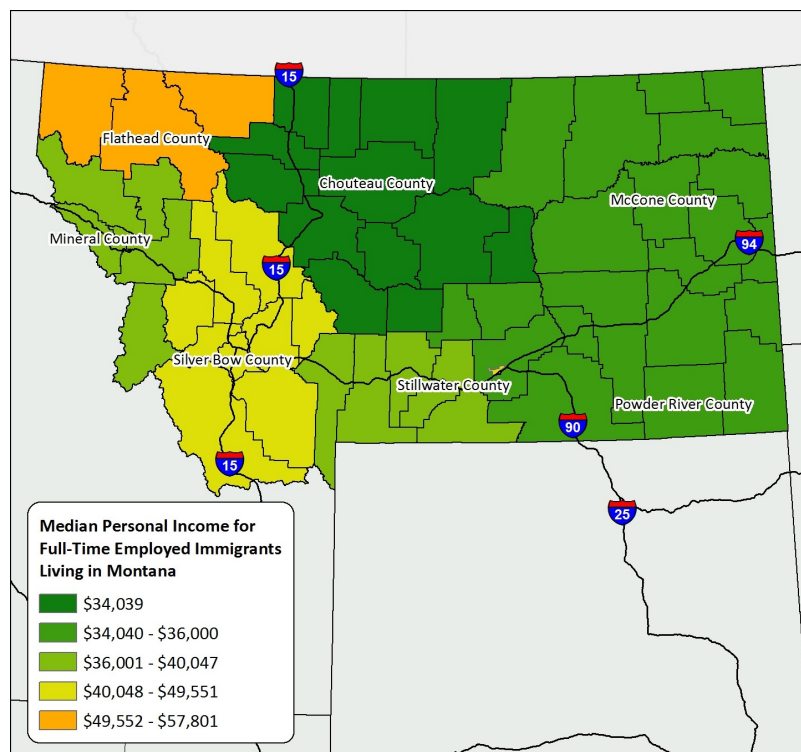 15
Flathead County
Chouteau County
McCone County
Mineral County
94
15
Silver Bow County
Stillwater County
Powder River County
90
15
25
Median Personal Income for
Full-Time Employed Immigrants
Living in Montana
$34,039
$34,040 - $36,000
$36,001 - $40,047
$40,048 - $49,551
$49,552 - $57,801